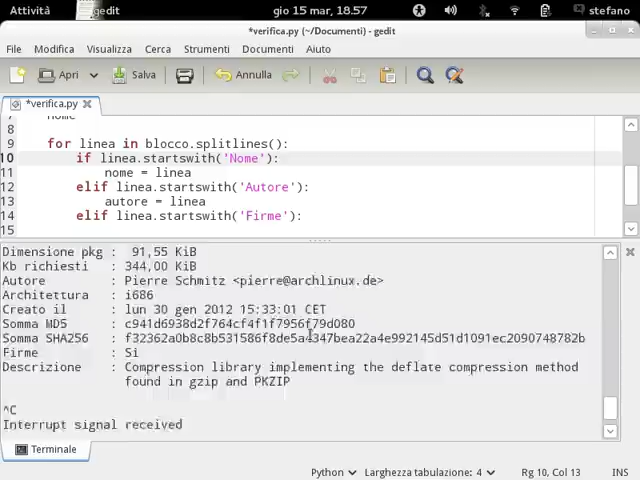 Attività gedit gio 15 mar, 18.57 stefano
*verifica.py (~/Documenti) - gedit
File Modifica Visualizza Cerca Strumenti Documenti Aiuto
Apri Salva Annulla
*verifica.py
7 nome
8
9 for linea in blocco.splitlines():
10 if linea.startswith('Nome'):
11 nome = linea
12 elif linea.startswith('Autore'):
13 autore = linea
14 elif linea.startswith('Firme'):
15
Dimensione pkg : 91,55 KiB
Kb richiesti : 344,00 KiB
Autore : Pierre Schmitz <pierre@archlinux.de>
Architettura : i686
Creato il : lun 30 gen 2012 15:33:01 CET
Somma MD5 : c941d6938d2f764cf4f1f7956f79d080
Somma SHA256 : f32362a0b8c8b531586f8de5a4347bea22a4e992145d51d1091ec2090748782b
Firme : Si
Descrizione : Compression library implementing the deflate compression method
found in gzip and PKZIP
^C
Interrupt signal received
Terminale
Python Larghezza tabulazione: 4 Rg 10, Col 13 INS